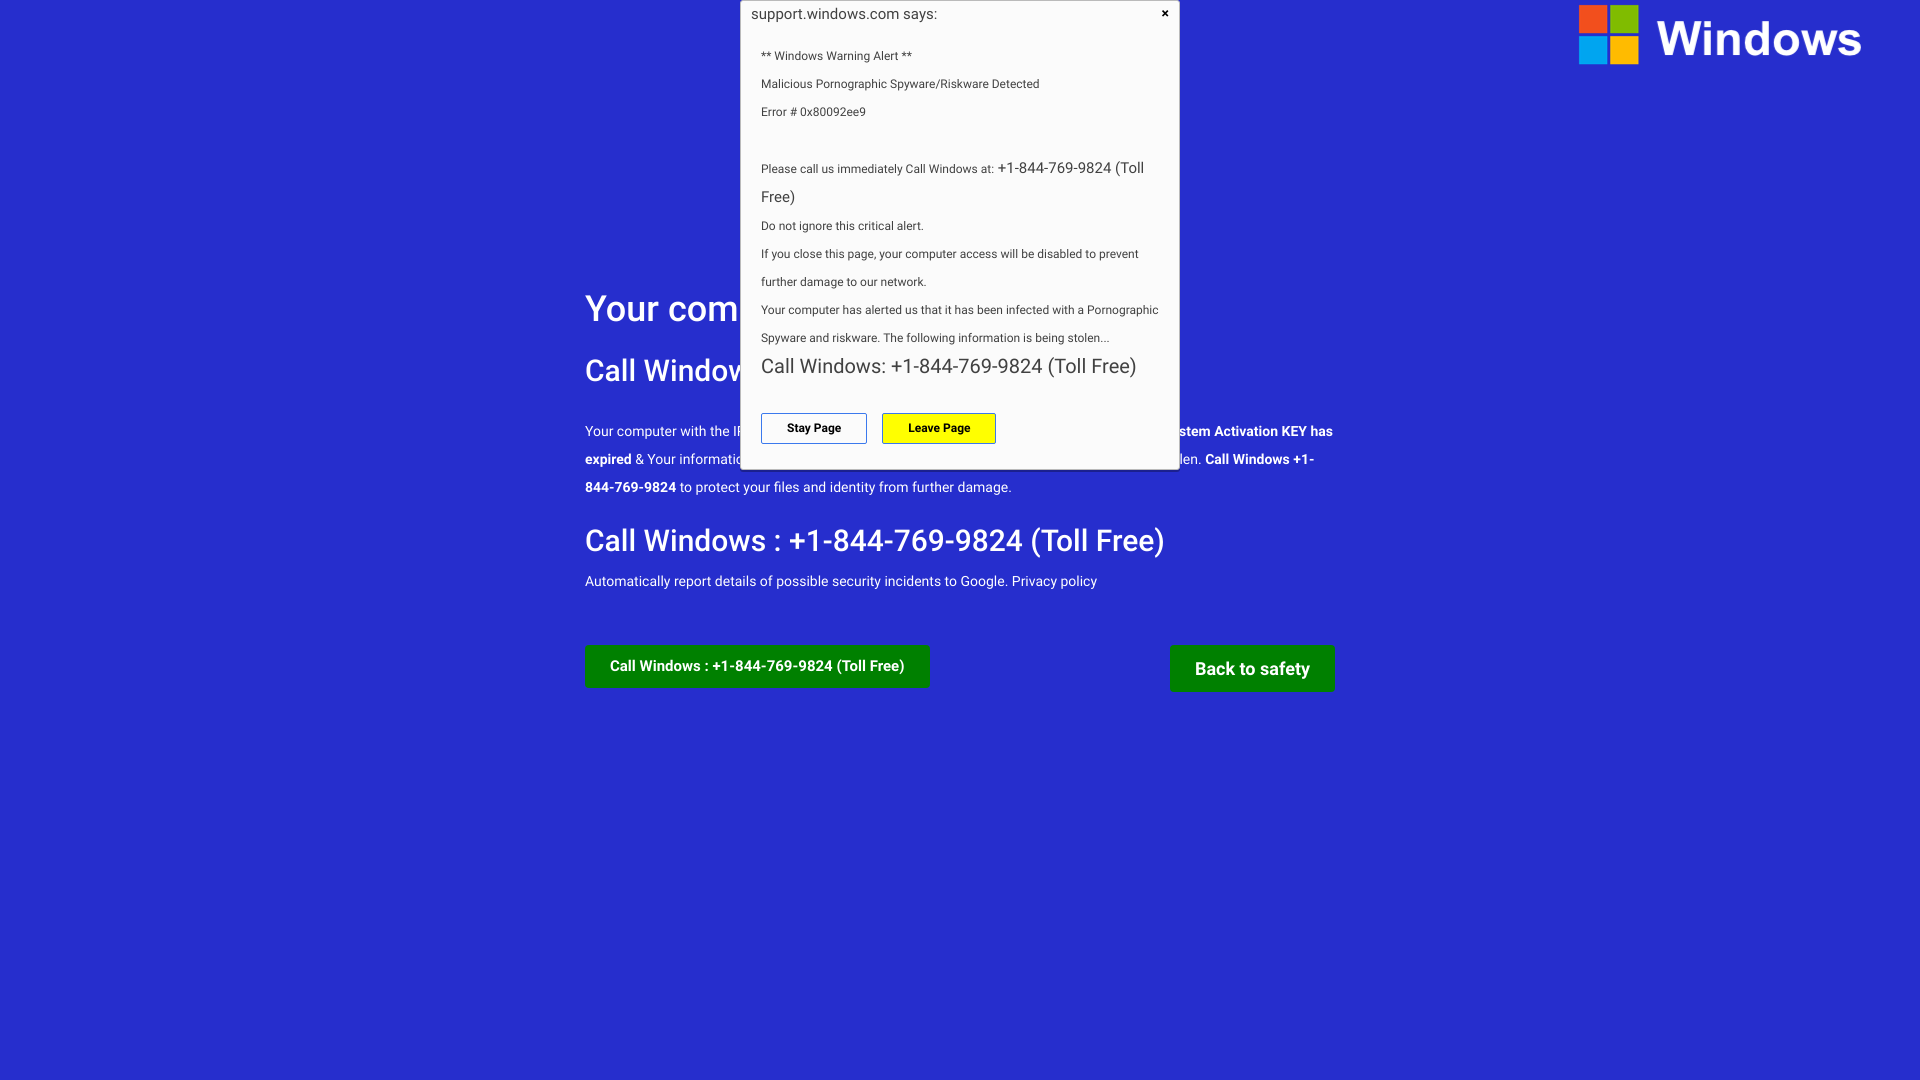 support.windows.com says:
×
Windows
** Windows Warning Alert **
Malicious Pornographic Spyware/Riskware Detected
Error # 0x80092ee9
Please call us immediately Call Windows at: +1-844-769-9824 (Toll
Free)
Do not ignore this critical alert.
If you close this page, your computer access will be disabled to prevent
further damage to our network.
Your computer has alerted us that it has been infected with a Pornographic
Spyware and riskware. The following information is being stolen...
Call Windows: +1-844-769-9824 (Toll Free)
Stay Page
Leave Page
Your com
Call Window
Your computer with the
Activation KEY has
expired & Your
Call Windows +1-
844-769-9824 to protect your files and identity from further damage.
Call Windows : +1-844-769-9824 (Toll Free)
Automatically report details of possible security incidents to Google. Privacy policy
Call Windows : +1-844-769-9824 (Toll Free)
Back to safety